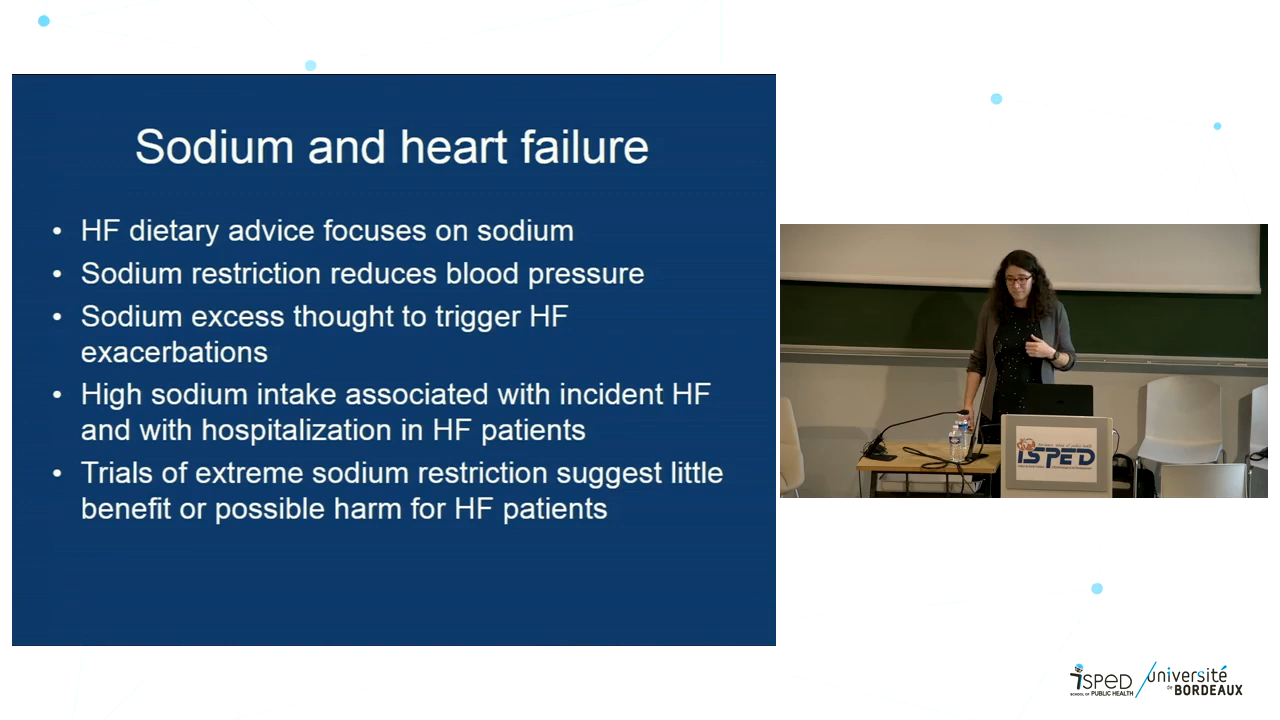 Sodium and heart failure
• HF dietary advice focuses on sodium
• Sodium restriction reduces blood pressure
• Sodium excess thought to trigger HF
exacerbations
• High sodium intake associated with incident HF
and with hospitalization in HF patients
• Trials of extreme sodium restriction suggest little
benefit or possible harm for HF patients
ISPED
isped
SCHOOL OF PUBLIC HEALTH
université
de BORDEAUX